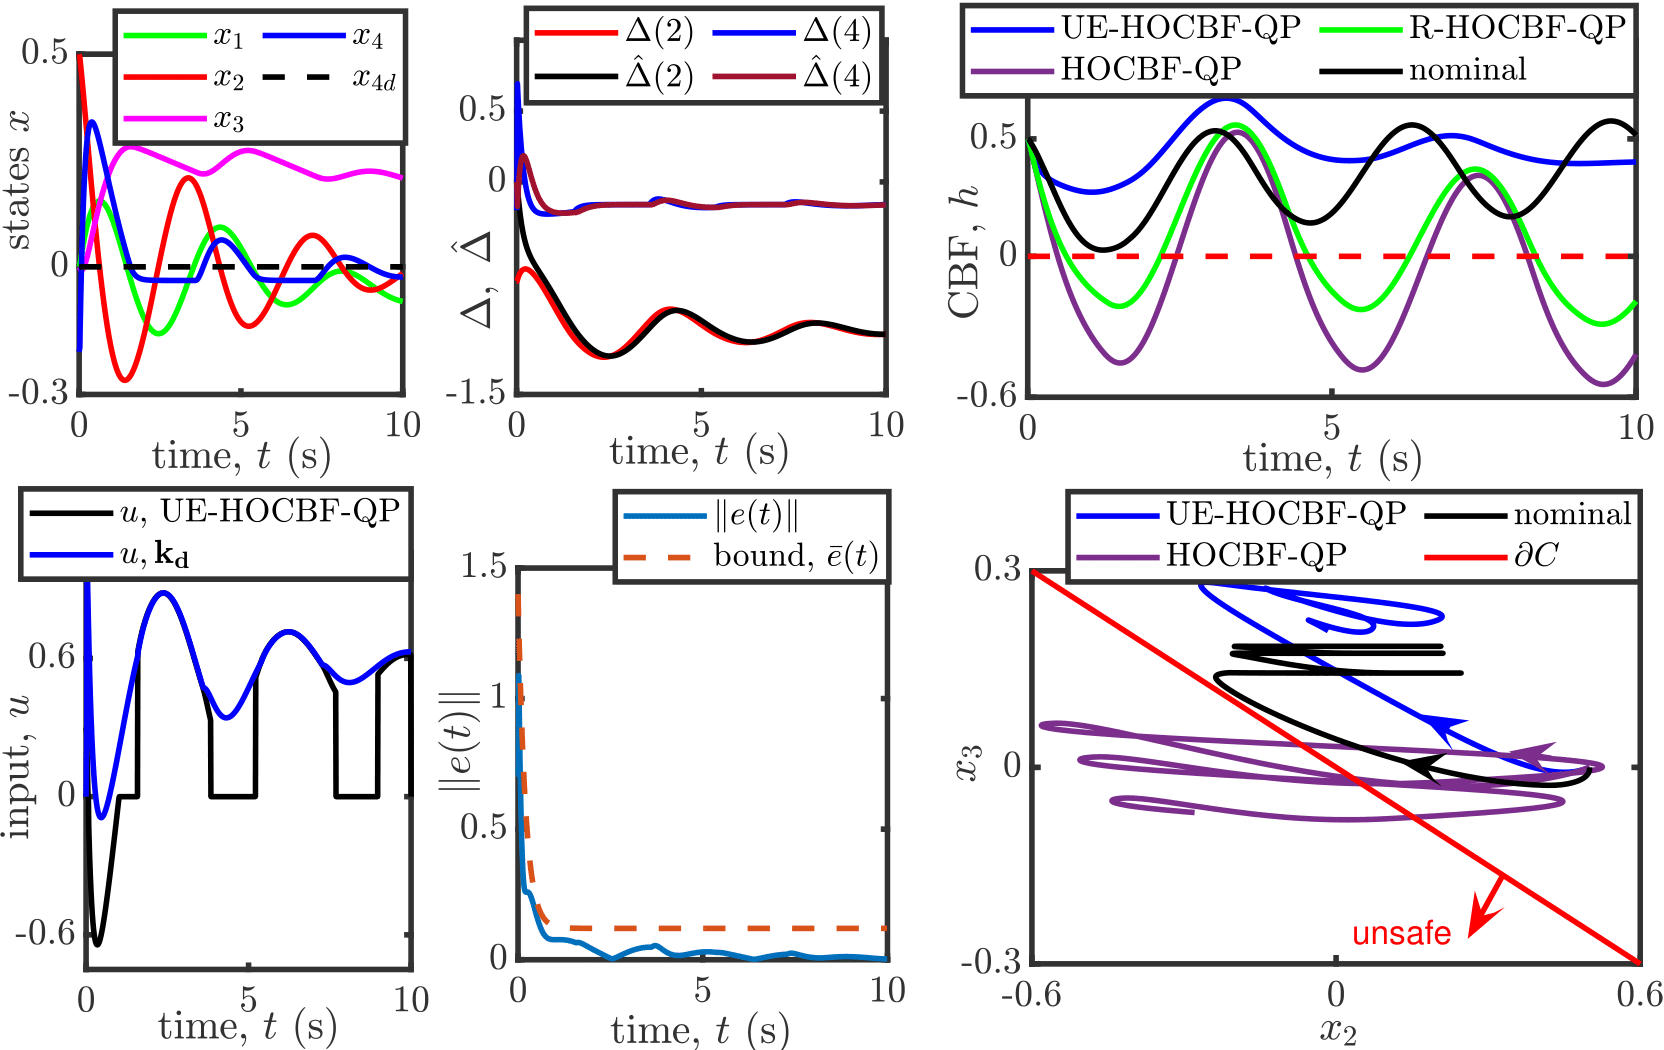 x₁ x₄
x₂ x₄d
x₃
0.5
0
-0.3
states x
0 5 10
time, t (s)
Δ(2) Δ(4)
Δ̂(2) Δ̂(4)
0.5
0
-1.5
Δ, Δ̂
0 5 10
time, t (s)
UE-HOCBF-QP R-HOCBF-QP
HOCBF-QP nominal
0.5
0
-0.6
CBF, h
0 5 10
time, t (s)
u, UE-HOCBF-QP
u, k_d
0.6
0
-0.6
input, u
0 5 10
time, t (s)
‖e(t)‖
bound, ē(t)
1.5
1
0.5
0
‖e(t)‖
0 5 10
time, t (s)
UE-HOCBF-QP nominal
HOCBF-QP ∂C
0.3
0
-0.3
x₃
unsafe
-0.6 0 0.6
x₂